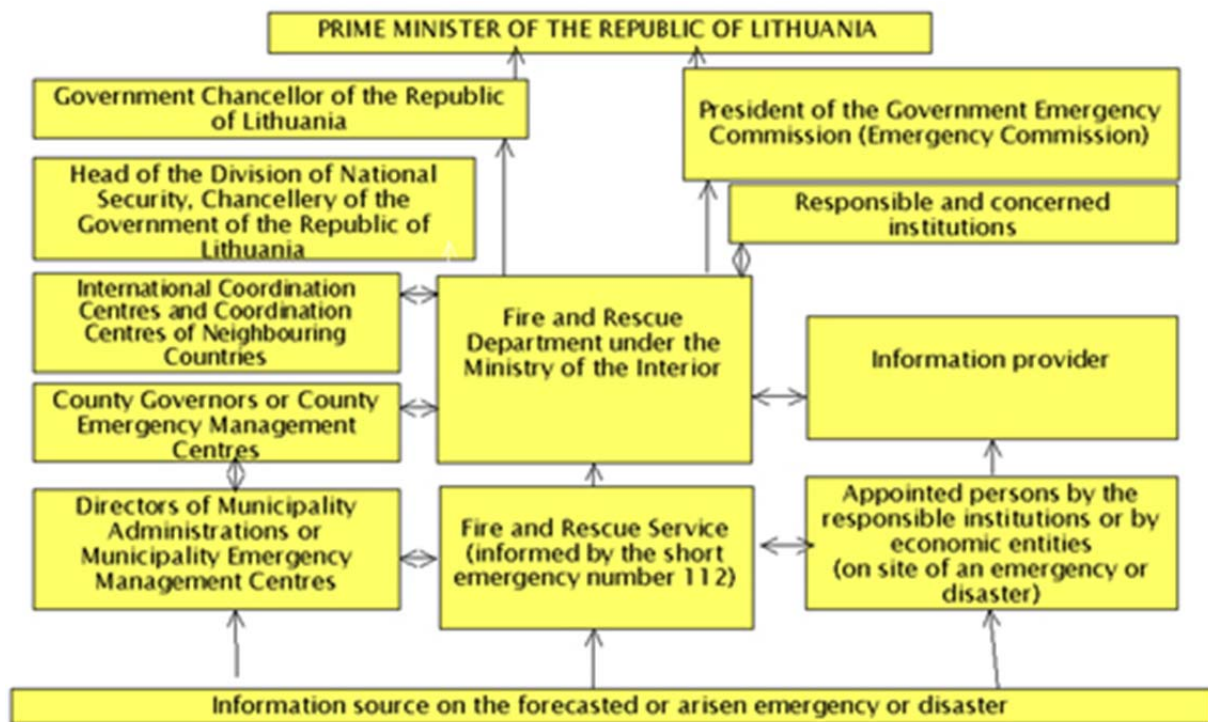 PRIME MINISTER OF THE REPUBLIC OF LITHUANIA
Government Chancellor of the Republic
of Lithuania
President of the Government Emergency
Commission (Emergency Commission)
Head of the Division of National
Security, Chancellery of the
Government of the Republic of
Lithuania
Responsible and concerned
institutions
International Coordination
Centres and Coordination
Centres of Neighbouring
Countries
Fire and Rescue
Department under the
Ministry of the Interior
Information provider
County Governors or County
Emergency Management
Centres
Directors of Municipality
Administrations or
Municipality Emergency
Management Centres
Fire and Rescue Service
(informed by the short
emergency number 112)
Appointed persons by the
responsible institutions or by
economic entities
(on site of an emergency or
disaster)
Information source on the forecasted or arisen emergency or disaster